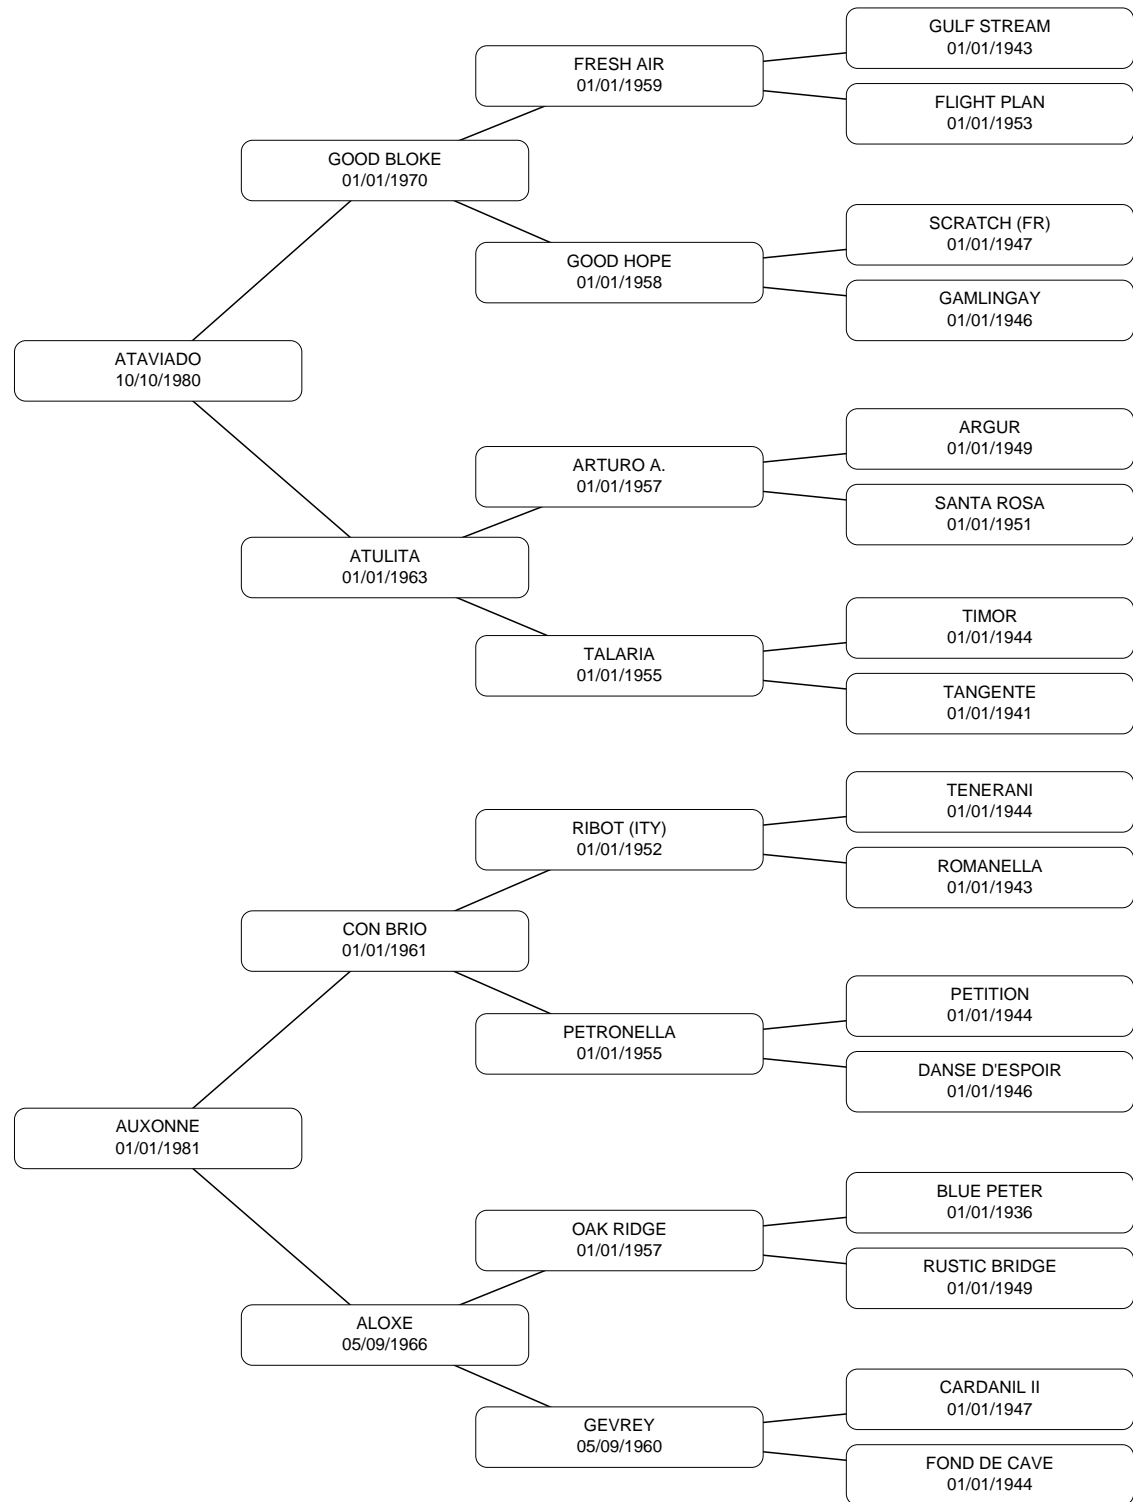 GULF STREAM
01/01/1943
FRESH AIR
01/01/1959
FLIGHT PLAN
01/01/1953
GOOD BLOKE
01/01/1970
SCRATCH (FR)
01/01/1947
GOOD HOPE
01/01/1958
GAMLINGAY
01/01/1946
ATAVIADO
10/10/1980
ARGUR
01/01/1949
ARTURO A.
01/01/1957
SANTA ROSA
01/01/1951
ATULITA
01/01/1963
TIMOR
01/01/1944
TALARIA
01/01/1955
TANGENTE
01/01/1941
TENERANI
01/01/1944
RIBOT (ITY)
01/01/1952
ROMANELLA
01/01/1943
CON BRIO
01/01/1961
PETITION
01/01/1944
PETRONELLA
01/01/1955
DANSE D'ESPOIR
01/01/1946
AUXONNE
01/01/1981
BLUE PETER
01/01/1936
OAK RIDGE
01/01/1957
RUSTIC BRIDGE
01/01/1949
ALOXE
05/09/1966
CARDANIL II
01/01/1947
GEVREY
05/09/1960
FOND DE CAVE
01/01/1944